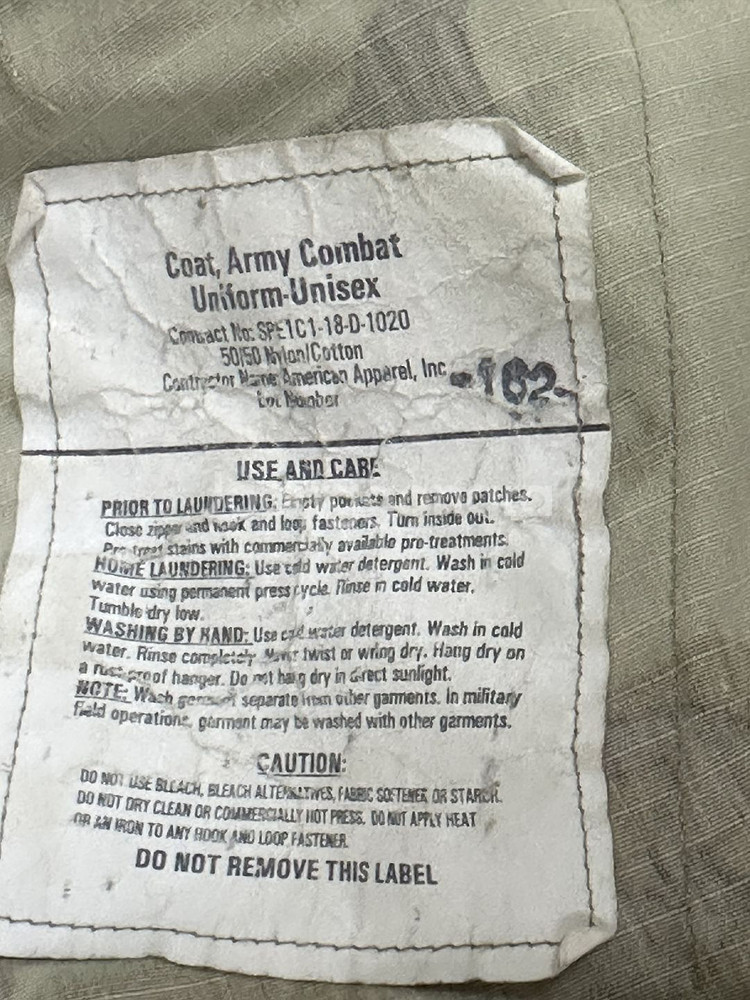 Coat, Army Combat
Uniform-Unisex
Contract No: SPE1C1-18-D-1020
50/50 Nylon/Cotton
Contractor Name: American Apparel, Inc
Lot Number
-162-
USE AND CARE
PRIOR TO LAUNDERING: Empty pockets and remove patches.
Close zipper and hook and loop fasteners. Turn inside out.
Pre-treat stains with commercially available pre-treatments.
HOME LAUNDERING: Use cold water detergent. Wash in cold
water using permanent press cycle. Rinse in cold water.
Tumble dry low.
WASHING BY HAND: Use cold water detergent. Wash in cold
water. Rinse completely. Never twist or wring dry. Hang dry on
a rust-proof hanger. Do not hang dry in direct sunlight.
NOTE: Wash garment separate from other garments. In military
field operations, garment may be washed with other garments.
CAUTION:
DO NOT USE BLEACH, BLEACH ALTERNATIVES, FABRIC SOFTENER OR STARCH.
DO NOT DRY CLEAN OR COMMERCIALLY HOT PRESS. DO NOT APPLY HEAT
OR AN IRON TO ANY HOOK AND LOOP FASTENER.
DO NOT REMOVE THIS LABEL